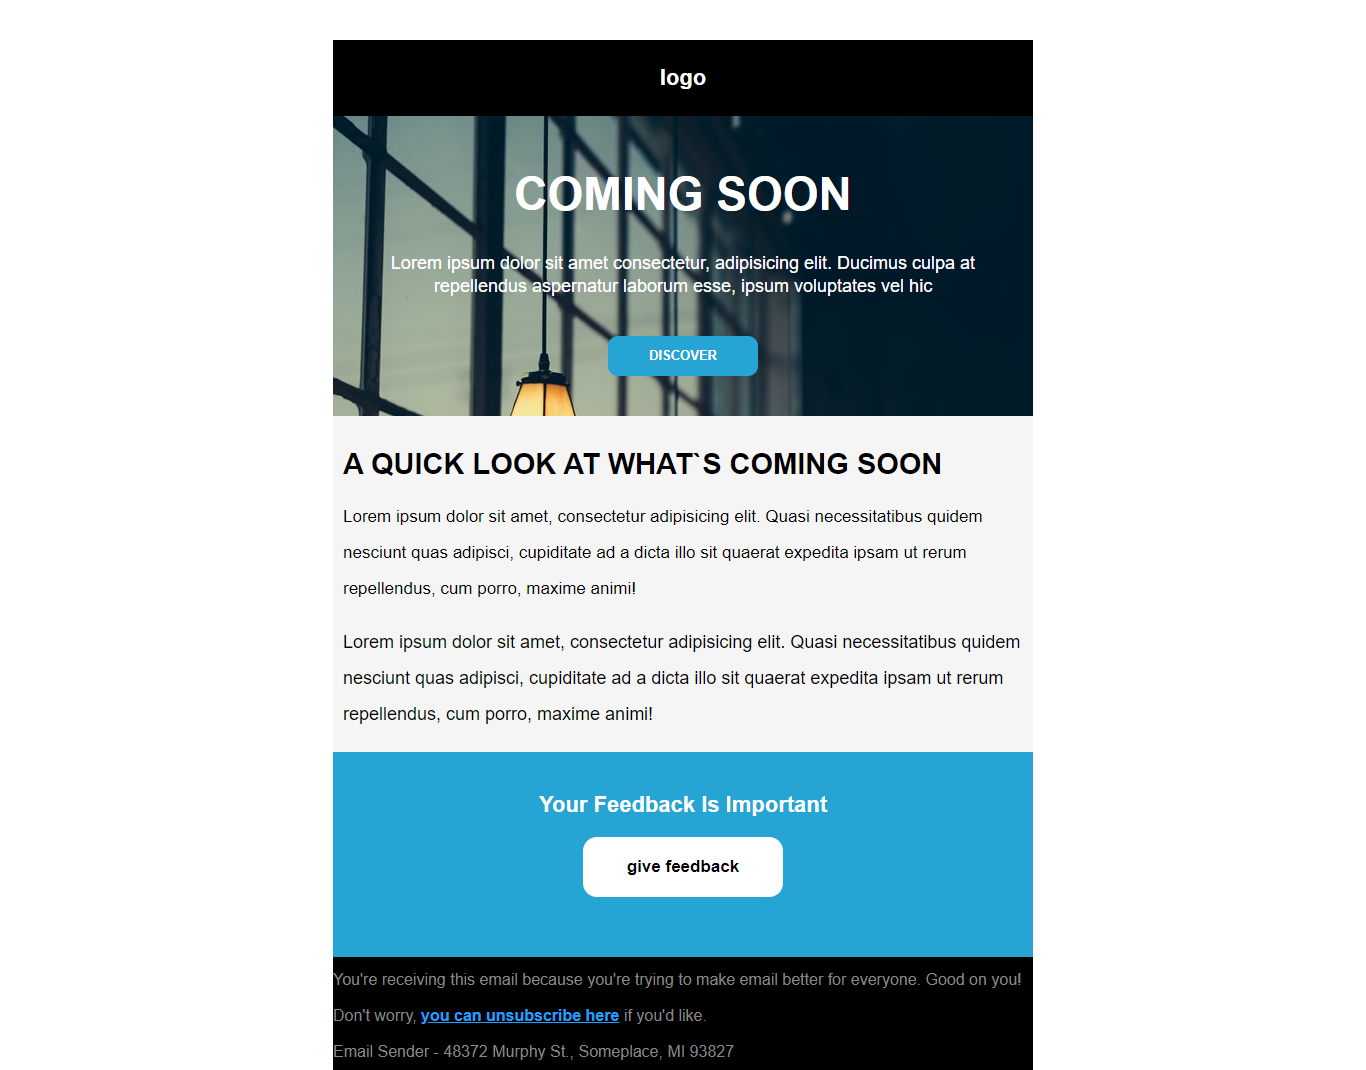 logo
COMING SOON
Lorem ipsum dolor sit amet consectetur, adipisicing elit. Ducimus culpa at
repellendus aspernatur laborum esse, ipsum voluptates vel hic
DISCOVER
A QUICK LOOK AT WHAT`S COMING SOON
Lorem ipsum dolor sit amet, consectetur adipisicing elit. Quasi necessitatibus quidem
nesciunt quas adipisci, cupiditate ad a dicta illo sit quaerat expedita ipsam ut rerum
repellendus, cum porro, maxime animi!
Lorem ipsum dolor sit amet, consectetur adipisicing elit. Quasi necessitatibus quidem
nesciunt quas adipisci, cupiditate ad a dicta illo sit quaerat expedita ipsam ut rerum
repellendus, cum porro, maxime animi!
Your Feedback Is Important
give feedback
You're receiving this email because you're trying to make email better for everyone. Good on you!
Don't worry, you can unsubscribe here if you'd like.
Email Sender - 48372 Murphy St., Someplace, MI 93827